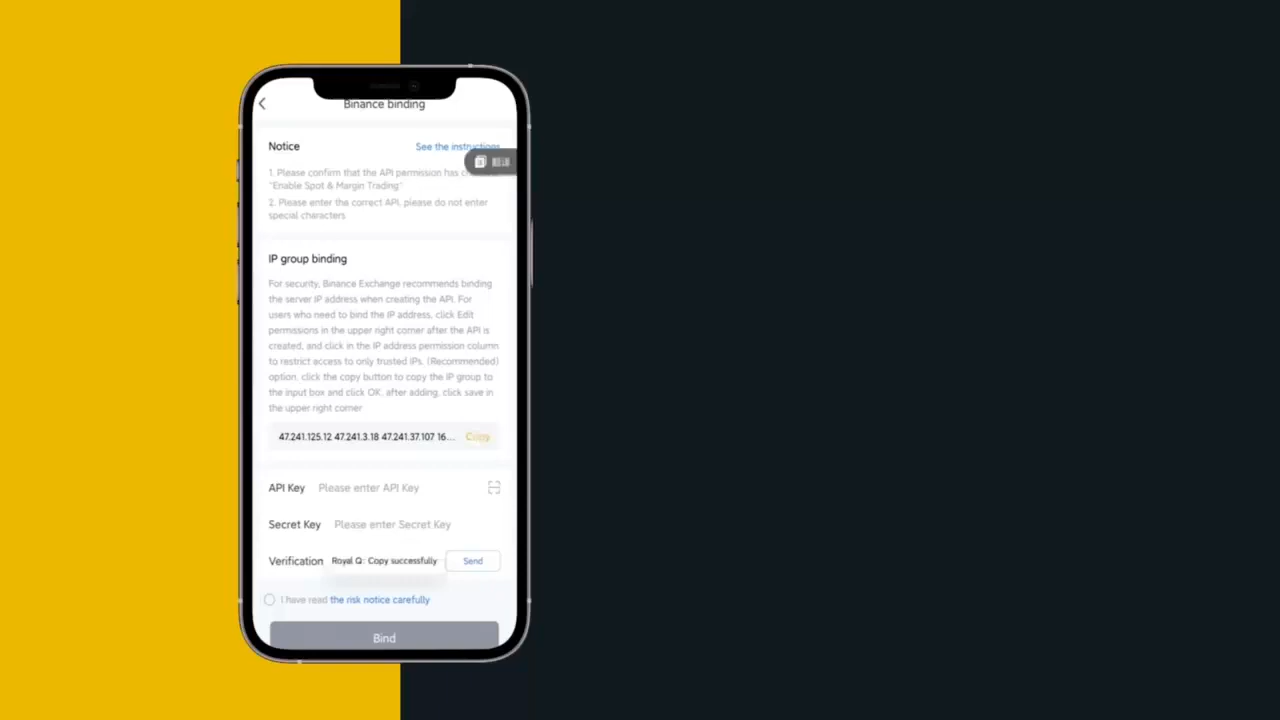 Binance binding
Notice
See the instructions
翻译
1. Please confirm that the API permission has
"Enable Spot & Margin Trading"
2. Please enter the correct API, please do not enter
special characters
IP group binding
For security, Binance Exchange recommends binding
the server IP address when creating the API. For
users who need to bind the IP address, click Edit
permissions in the upper right corner after the API is
created, and click in the IP address permission column
to restrict access to only trusted IPs. (Recommended)
option, click the copy button to copy the IP group to
the input box and click OK, after adding, click save in
the upper right corner
47.241.125.12 47.241.3.18 47.241.37.107 16... Copy
API Key Please enter API Key
Secret Key Please enter Secret Key
Verification Royal Q: Copy successfully Send
I have read the risk notice carefully
Bind